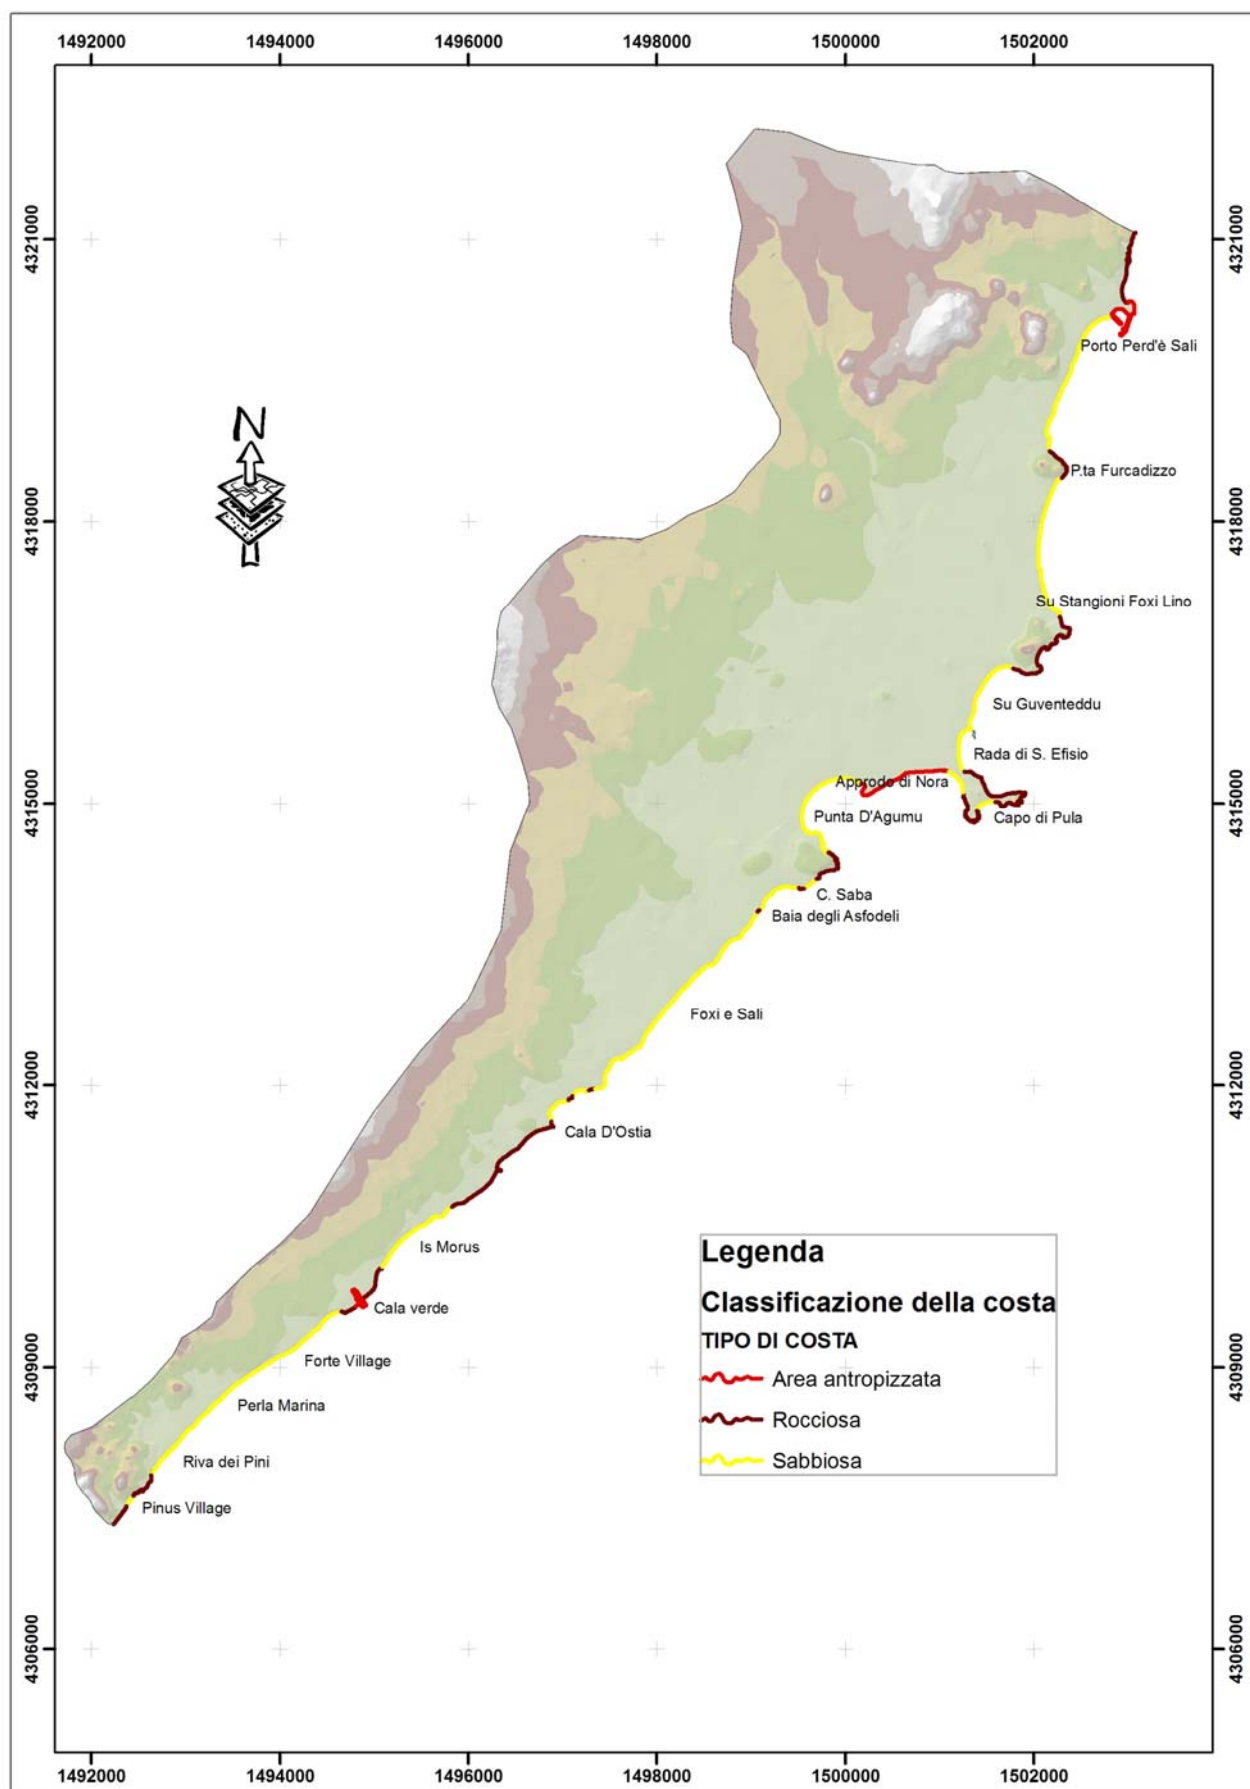 1492000 1494000 1496000 1498000 1500000 1502000
4321000 4321000
N
Porto Perd'è Sali
P.ta Furcadizzo
4318000 4318000
Su Stangioni Foxi Lino
Su Guventeddu
Rada di S. Efisio
Approdo di Nora
4315000 4315000
Punta D'Agumu
Capo di Pula
C. Saba
Baia degli Asfodeli
Foxi e Sali
4312000 4312000
Cala D'Ostia
Is Morus
Cala verde
Forte Village
4309000 4309000
Perla Marina
Riva dei Pini
Pinus Village
Legenda
Classificazione della costa
TIPO DI COSTA
Area antropizzata
Rocciosa
Sabbiosa
4306000 4306000
1492000 1494000 1496000 1498000 1500000 1502000